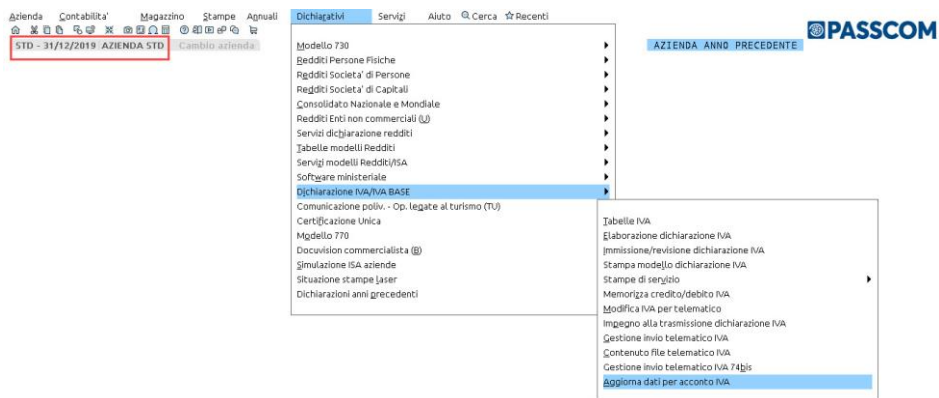 Azienda Contabilita' Magazzino Stampe Annuali Dichiarativi Servizi Aiuto Cerca Recenti
PASSCOM
STD - 31/12/2019 AZIENDA STD Cambio azienda
AZIENDA ANNO PRECEDENTE
Modello 730
Redditi Persone Fisiche
Redditi Societa' di Persone
Redditi Societa' di Capitali
Consolidato Nazionale e Mondiale
Redditi Enti non commerciali (U)
Servizi dichiarazione redditi
Tabelle modelli Redditi
Servizi modelli Redditi/ISA
Software ministeriale
Dichiarazione IVA/IVA BASE
Comunicazione poliv. - Op. legate al turismo (TU)
Certificazione Unica
Modello 770
Docuvision commercialista (B)
Simulazione ISA aziende
Situazione stampe laser
Dichiarazioni anni precedenti
Tabelle IVA
Elaborazione dichiarazione IVA
Immissione/revisione dichiarazione IVA
Stampa modello dichiarazione IVA
Stampe di servizio
Memorizza credito/debito IVA
Modifica IVA per telematico
Impegno alla trasmissione dichiarazione IVA
Gestione invio telematico IVA
Contenuto file telematico IVA
Gestione invio telematico IVA 74bis
Aggiorna dati per acconto IVA